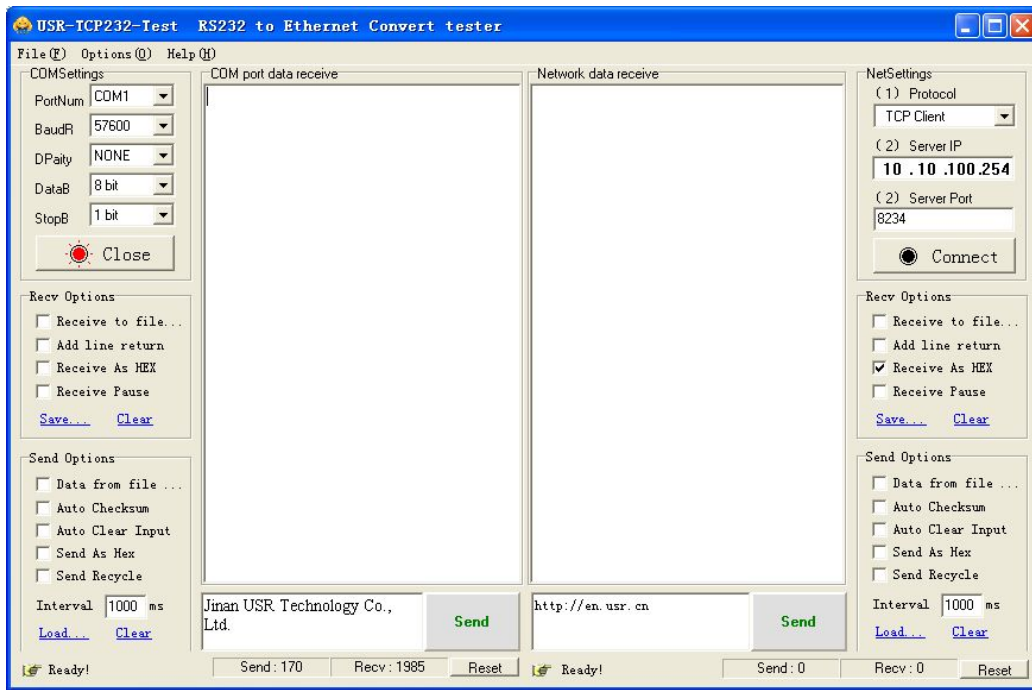 USR-TCP232-Test RS232 to Ethernet Convert tester
File(F) Options(O) Help(H)
COMSettings
PortNum COM1
BaudR 57600
DPaity NONE
DataB 8 bit
StopB 1 bit
Close
Recv Options
Receive to file...
Add line return
Receive As HEX
Receive Pause
Save... Clear
Send Options
Data from file ...
Auto Checksum
Auto Clear Input
Send As Hex
Send Recycle
Interval 1000 ms
Load... Clear
COM port data receive
Jinan USR Technology Co.,
Ltd.
Send
Network data receive
http://en.usr.cn
Send
NetSettings
(1) Protocol
TCP Client
(2) Server IP
10 .10 .100.254
(2) Server Port
8234
Connect
Recv Options
Receive to file...
Add line return
Receive As HEX
Receive Pause
Save... Clear
Send Options
Data from file ...
Auto Checksum
Auto Clear Input
Send As Hex
Send Recycle
Interval 1000 ms
Load... Clear
Ready! Send : 170 Recv : 1985 Reset Ready! Send : 0 Recv : 0 Reset